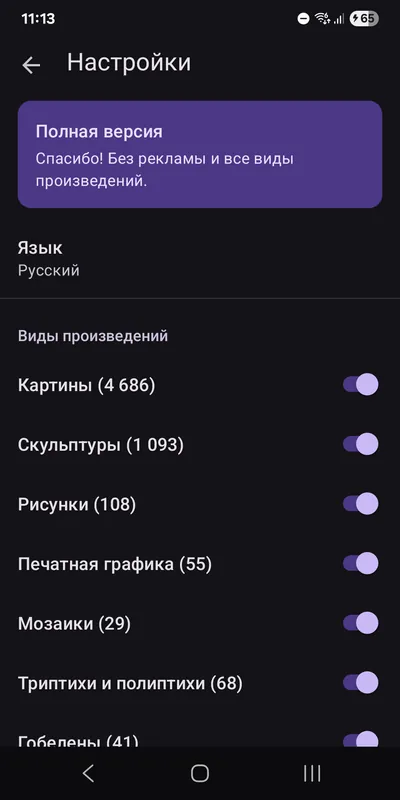 11:13
65
Настройки
Полная версия
Спасибо! Без рекламы и все виды
произведений.
Язык
Русский
Виды произведений
Картины (4 686)
Скульптуры (1 093)
Рисунки (108)
Печатная графика (55)
Мозаики (29)
Триптихи и полиптихи (68)
Гобелены (41)